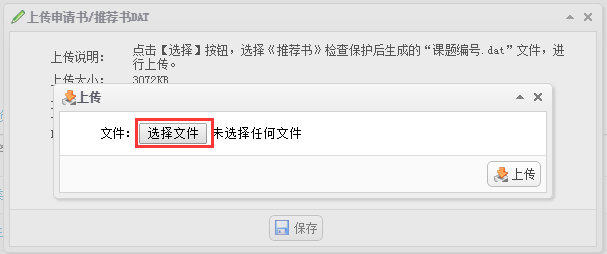 上传申请书/推荐书DAT
上传说明：
点击【选择】按钮，选择《推荐书》检查保护后生成的“课题编号.dat”文件，进
行上传。
上传大小：
3072KB
上传
文件：
选择文件
未选择任何文件
上传
保存